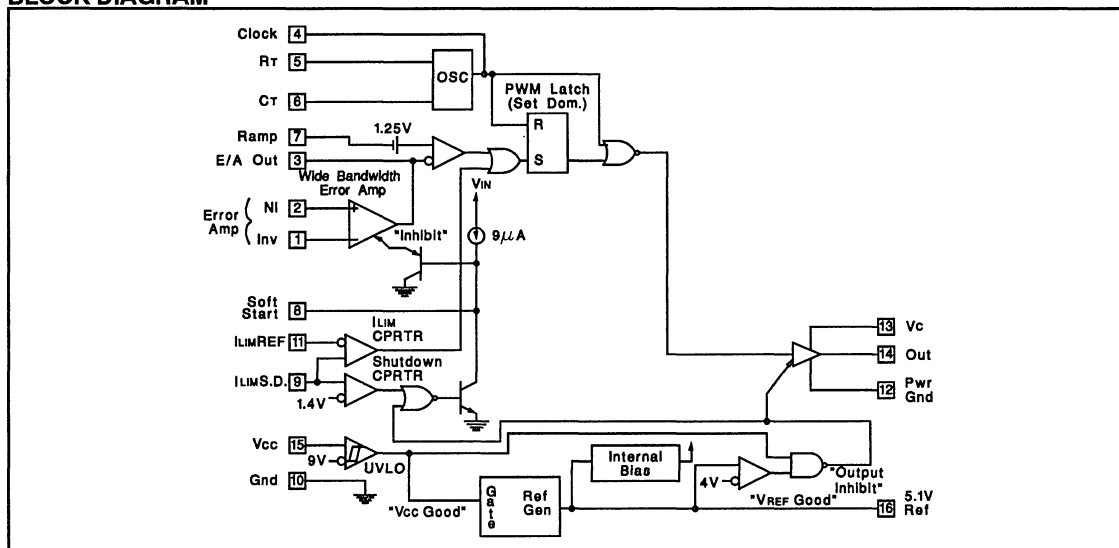 BLOCK DIAGRAM
Clock 4
RT 5
OSC
CT 6
PWM Latch
(Set Dom.)
R
S
Ramp 7
1.25V
E/A Out 3
Wide Bandwidth
Error Amp
VIN
Error
Amp
NI 2
+
Inv 1
−
"Inhibit"
9μA
Soft
Start 8
ILIMREF 11
ILIM
CPRTR
ILIMS.D. 9
Shutdown
CPRTR
1.4V
13 Vc
14 Out
12 Pwr
Gnd
Vcc 15
9V
UVLO
Gnd 10
"Vcc Good"
Gate
Ref
Gen
Internal
Bias
4V
"VREF Good"
"Output
Inhibit"
16 5.1V
Ref